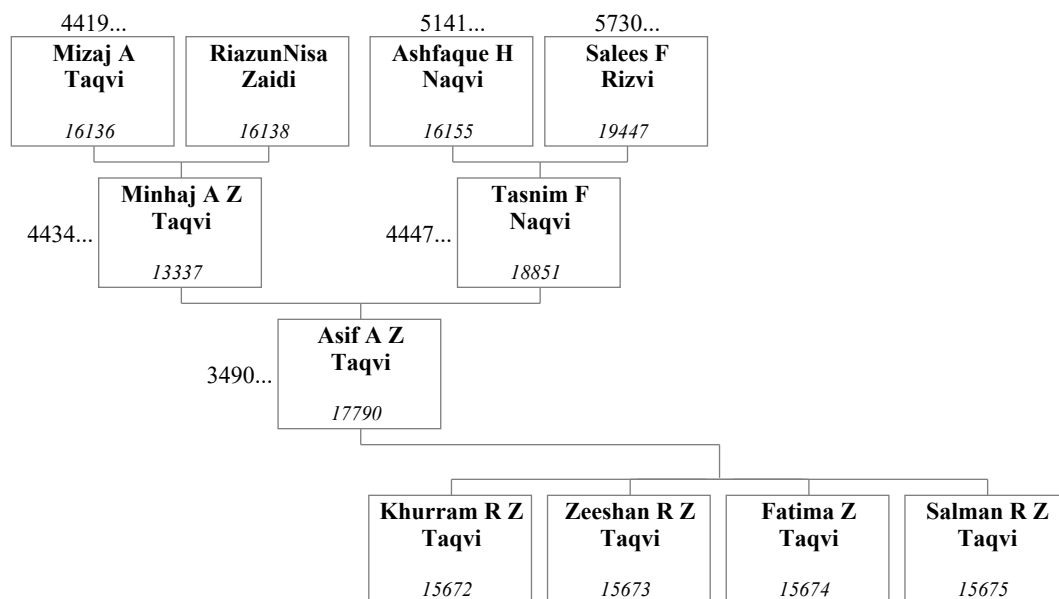 4419...
5141...
5730...
Mizaj A
Taqvi
16136
RiazunNisa
Zaidi
16138
Ashfaque H
Naqvi
16155
Salees F
Rizvi
19447
4434...
Minhaj A Z
Taqvi
13337
4447...
Tasnim F
Naqvi
18851
3490...
Asif A Z
Taqvi
17790
Khurram R Z
Taqvi
15672
Zeeshan R Z
Taqvi
15673
Fatima Z
Taqvi
15674
Salman R Z
Taqvi
15675